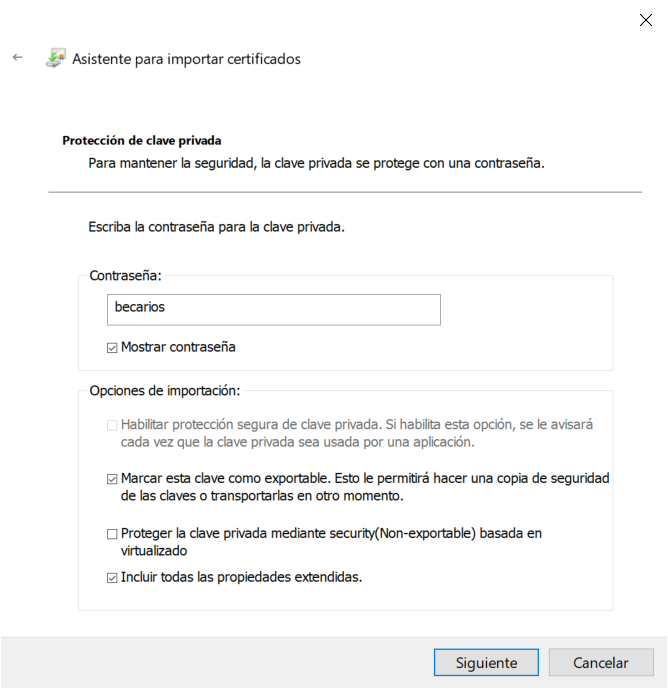 Asistente para importar certificados
Protección de clave privada
Para mantener la seguridad, la clave privada se protege con una contraseña.
Escriba la contraseña para la clave privada.
Contraseña:
becarios
Mostrar contraseña
Opciones de importación:
Habilitar protección segura de clave privada. Si habilita esta opción, se le avisará
cada vez que la clave privada sea usada por una aplicación.
Marcar esta clave como exportable. Esto le permitirá hacer una copia de seguridad
de las claves o transportarlas en otro momento.
Proteger la clave privada mediante security(Non-exportable) basada en
virtualizado
Incluir todas las propiedades extendidas.
Siguiente
Cancelar